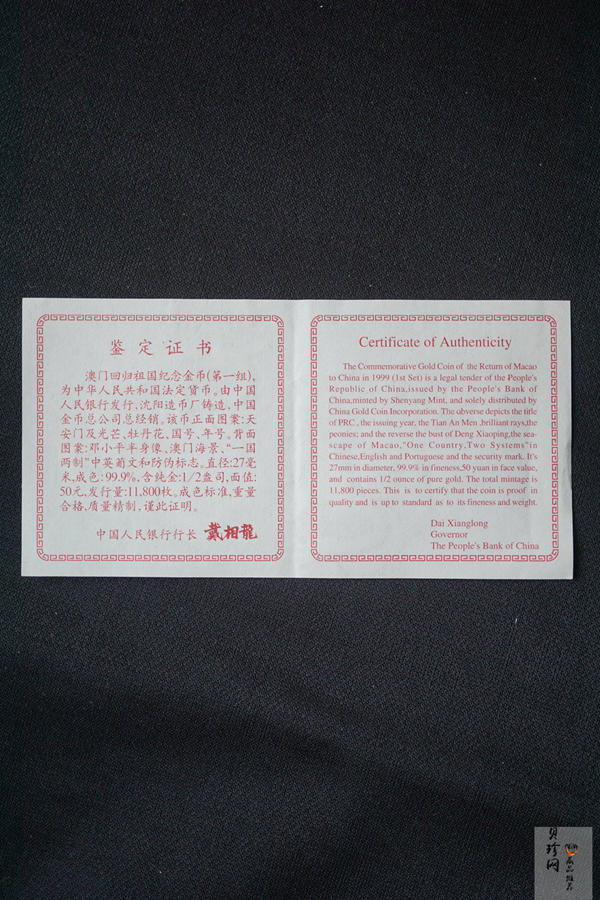 鉴定证书
澳门回归祖国纪念金币(第一组),
为中华人民共和国法定货币。由中国
人民银行发行,沈阳造币厂铸造,中国
金币总公司总经销。该币正面图案:天
安门及光芒、牡丹花、国号、年号。背面
图案:邓小平半身像、澳门海景、“一国
两制”中英葡文和防伪标志。直径:27毫
米,成色:99.9%,含纯金:1/2盎司,面值:
50元,发行量:11,800枚。成色标准,重量
合格,质量精制,谨此证明。
中国人民银行行长 戴相龍
Certificate of Authenticity
The Commemorative Gold Coin of the Return of Macao
to China in 1999 (1st Set) is a legal tender of the People's
Republic of China,issued by the People's Bank of
China,minted by Shenyang Mint, and solely distributed by
China Gold Coin Incorporation. The obverse depicts the title
of PRC , the issuing year, the Tian An Men ,brilliant rays,the
peonies; and the reverse the bust of Deng Xiaoping,the sea-
scape of Macao,"One Country,Two Systems"in
Chinese,English and Portuguese and the security mark. It's
27mm in diameter, 99.9% in fineness,50 yuan in face value,
and contains 1/2 ounce of pure gold. The total mintage is
11,800 pieces. This is to certify that the coin is proof in
quality and is up to standard as to its fineness and weight.
Dai Xianglong
Governor
The People's Bank of China
贝珍网
藏品推荐